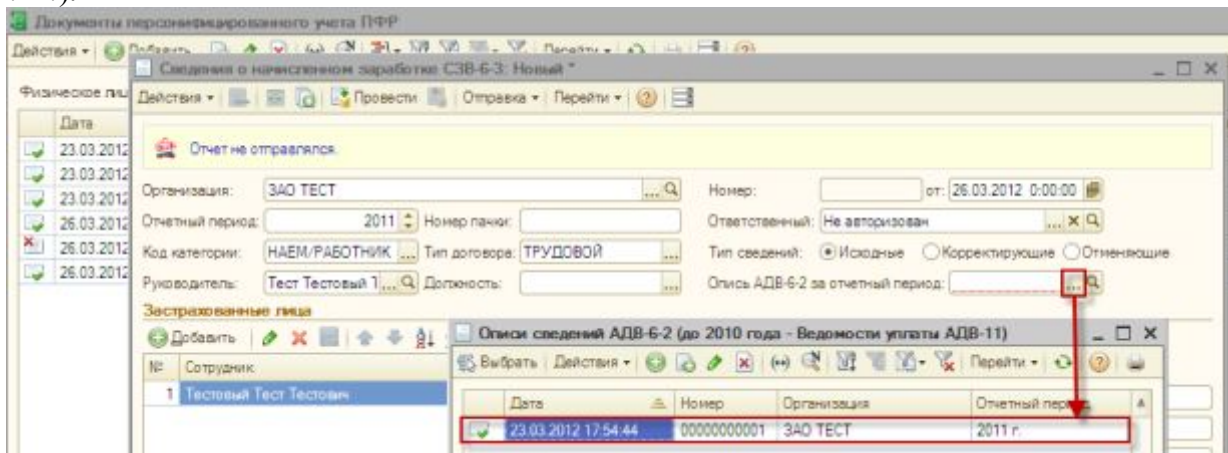 Документы персонифицированного учета ПФР
Действия Добавить Перейти
Сведения о начисленном заработке СЗВ-6-3: Новый *
Действия Провести Отправка Перейти
Физическое лиц
Дата
23.03.2012
23.03.2012
23.03.2012
26.03.2012
26.03.2012
26.03.2012
Отчет не отправлялся.
Организация: ЗАО ТЕСТ ... Номер: от: 26.03.2012 0:00:00
Отчетный период: 2011 Номер пачки: Ответственный: Не авторизован ... X
Код категории: НАЕМ/РАБОТНИК ... Тип договора: ТРУДОВОЙ ... Тип сведений: Исходные Корректирующие Отменяющие
Руководитель: Тест Тестовый Т ... Должность: ... Опись АДВ-6-2 за отчетный период: ...
Застрахованные лица
Добавить
№ Сотрудник
1 Тестовый Тест Тестович
Описи сведений АДВ-6-2 (до 2010 года - Ведомости уплаты АДВ-11)
Выбрать Действия Перейти
Дата Номер Организация Отчетный период
23.03.2012 17:54:44 00000000001 ЗАО ТЕСТ 2011 г.